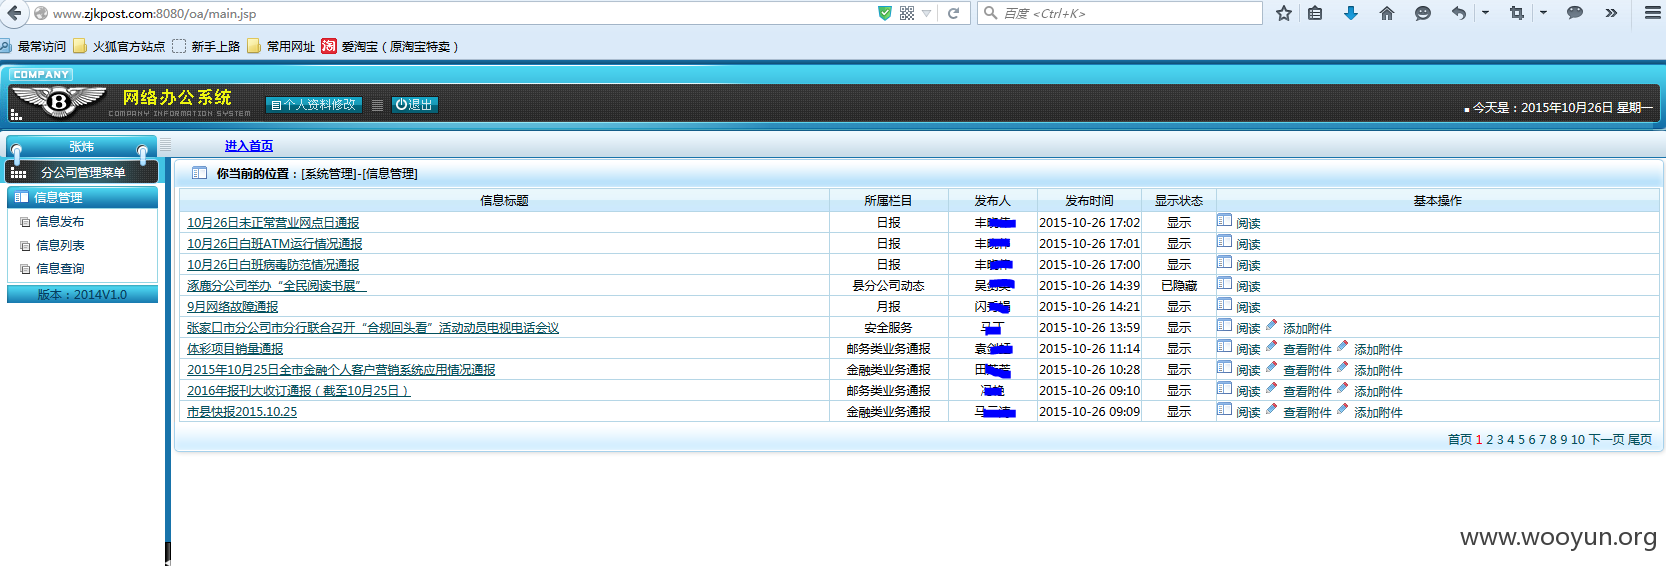 www.zjkpost.com:8080/oa/main.jsp
百度 <Ctrl+K>
最常访问 火狐官方站点 新手上路 常用网址 淘 爱淘宝（原淘宝特卖）
COMPANY
B 网络办公系统 个人资料修改 退出
COMPANY INFORMATION SYSTEM
今天是：2015年10月26日 星期一
张炜
进入首页
分公司管理菜单
你当前的位置：[系统管理]-[信息管理]
信息管理
信息发布
信息列表
信息查询
版本：2014V1.0
信息标题 所属栏目 发布人 发布时间 显示状态 基本操作
10月26日未正常营业网点日通报 日报 丰 2015-10-26 17:02 显示 阅读
10月26日白班ATM运行情况通报 日报 丰 2015-10-26 17:01 显示 阅读
10月26日白班病毒防范情况通报 日报 丰 2015-10-26 17:00 显示 阅读
涿鹿分公司举办“全民阅读书展” 县分公司动态 吴 2015-10-26 14:39 已隐藏 阅读
9月网络故障通报 月报 闪 2015-10-26 14:21 显示 阅读
张家口市分公司市分行联合召开“合规回头看”活动动员电视电话会议 安全服务 马 2015-10-26 13:59 显示 阅读 添加附件
体彩项目销量通报 邮务类业务通报 袁 2015-10-26 11:14 显示 阅读 查看附件 添加附件
2015年10月25日全市金融个人客户营销系统应用情况通报 金融类业务通报 田 2015-10-26 10:28 显示 阅读 查看附件 添加附件
2016年报刊大收订通报（截至10月25日） 邮务类业务通报 冯 2015-10-26 09:10 显示 阅读 查看附件 添加附件
市县快报2015.10.25 金融类业务通报 马 2015-10-26 09:09 显示 阅读 查看附件 添加附件
首页 1 2 3 4 5 6 7 8 9 10 下一页 尾页
www.wooyun.org